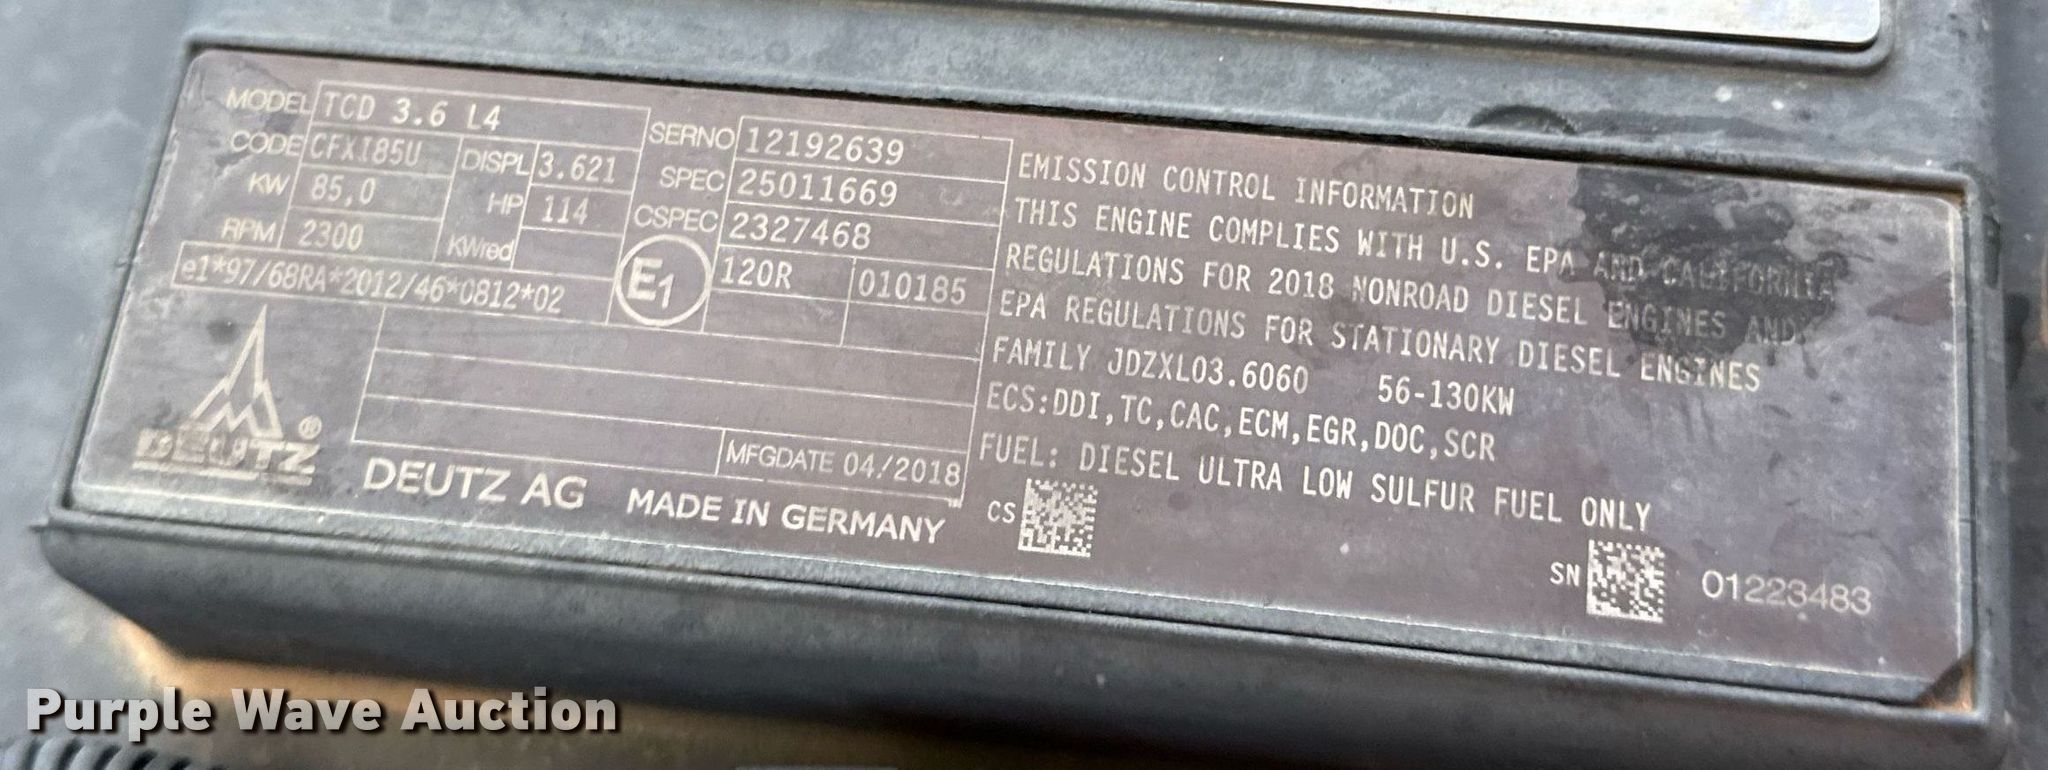 MODEL TCD 3.6 L4
CODE CFXI85U DISPL 3.621
KW 85,0 HP 114
RPM 2300 KWred
e1*97/68RA*2012/46*0812*02
SERNO 12192639
SPEC 25011669
CSPEC 2327468
E1 120R 010185
DEUTZ ®
MFGDATE 04/2018
DEUTZ AG MADE IN GERMANY
EMISSION CONTROL INFORMATION
THIS ENGINE COMPLIES WITH U.S. EPA AND CALIFORNIA
REGULATIONS FOR 2018 NONROAD DIESEL ENGINES AND
EPA REGULATIONS FOR STATIONARY DIESEL ENGINES
FAMILY JDZXL03.6060 56-130KW
ECS:DDI,TC,CAC,ECM,EGR,DOC,SCR
FUEL: DIESEL ULTRA LOW SULFUR FUEL ONLY
CS
SN 01223483
Purple Wave Auction